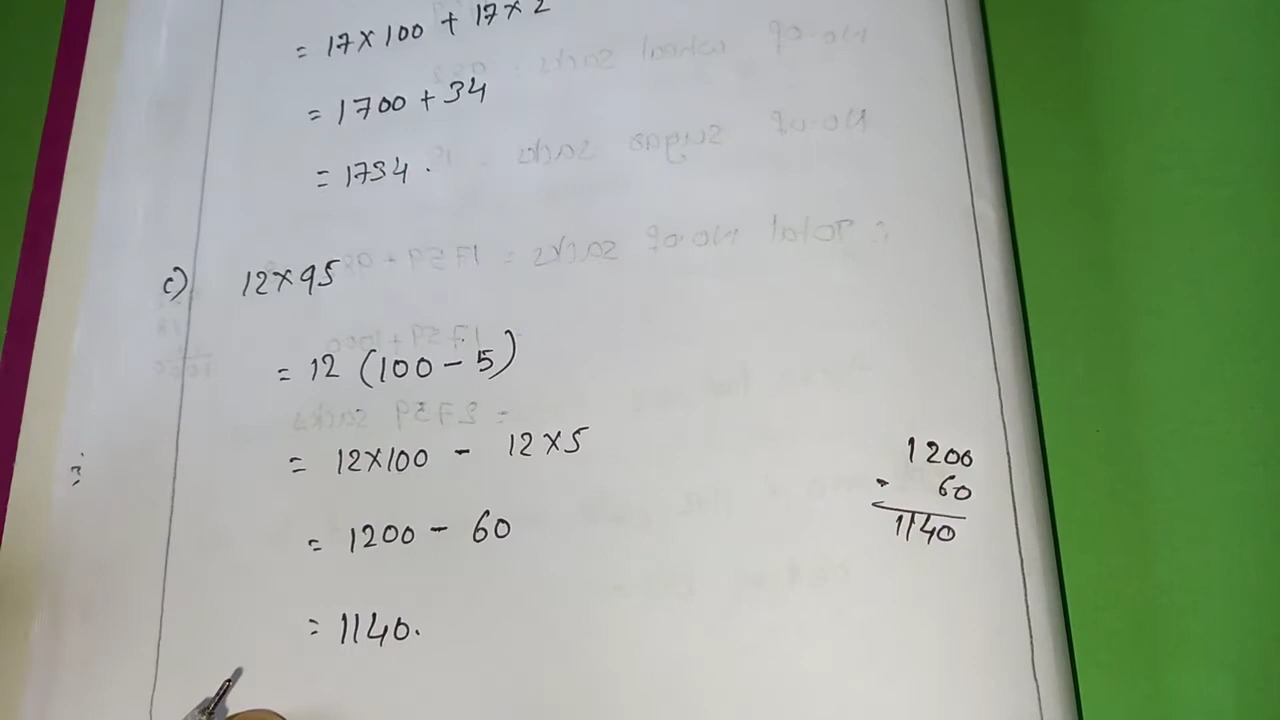 = 17×100 + 17×2
= 1700 + 34
= 1734.
c) 12×95
= 12 (100 - 5)
= 12×100 - 12×5
= 1200 - 60
= 1140.
1200
- 60
1140